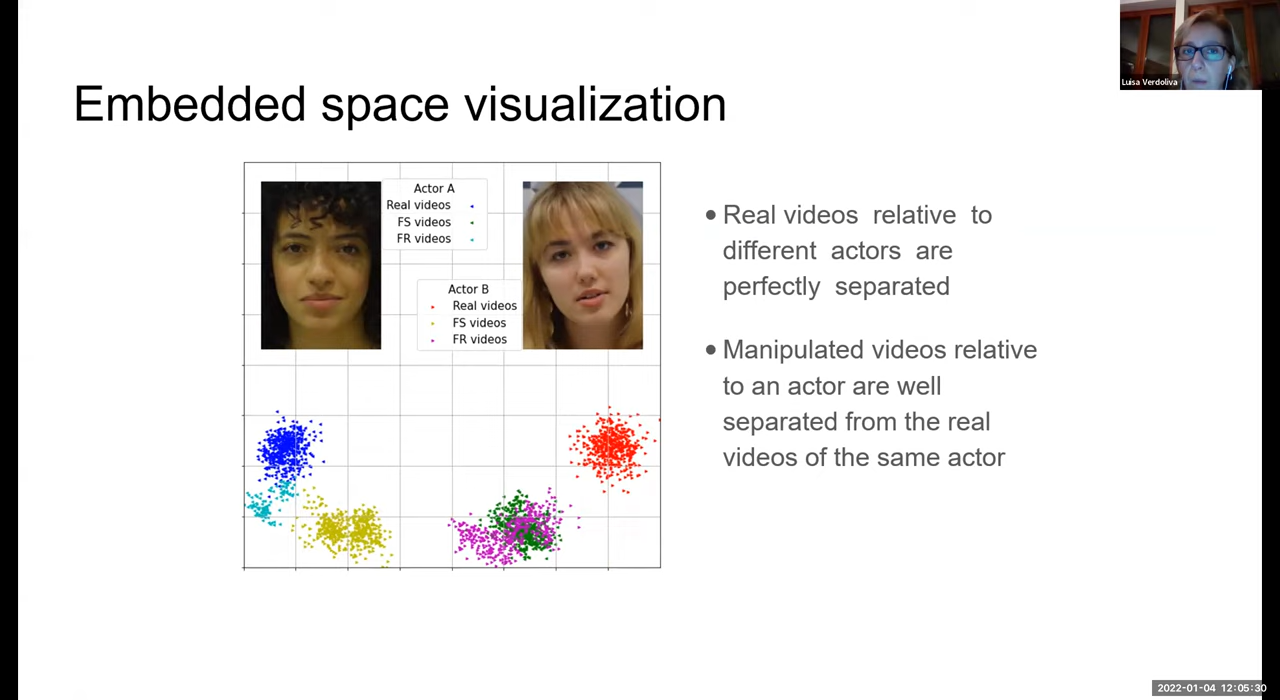 Luisa Verdoliva
Embedded space visualization
Actor A
Real videos
FS videos
FR videos
Actor B
Real videos
FS videos
FR videos
• Real videos relative to
different actors are
perfectly separated
• Manipulated videos relative
to an actor are well
separated from the real
videos of the same actor
2022-01-04 12:05:30